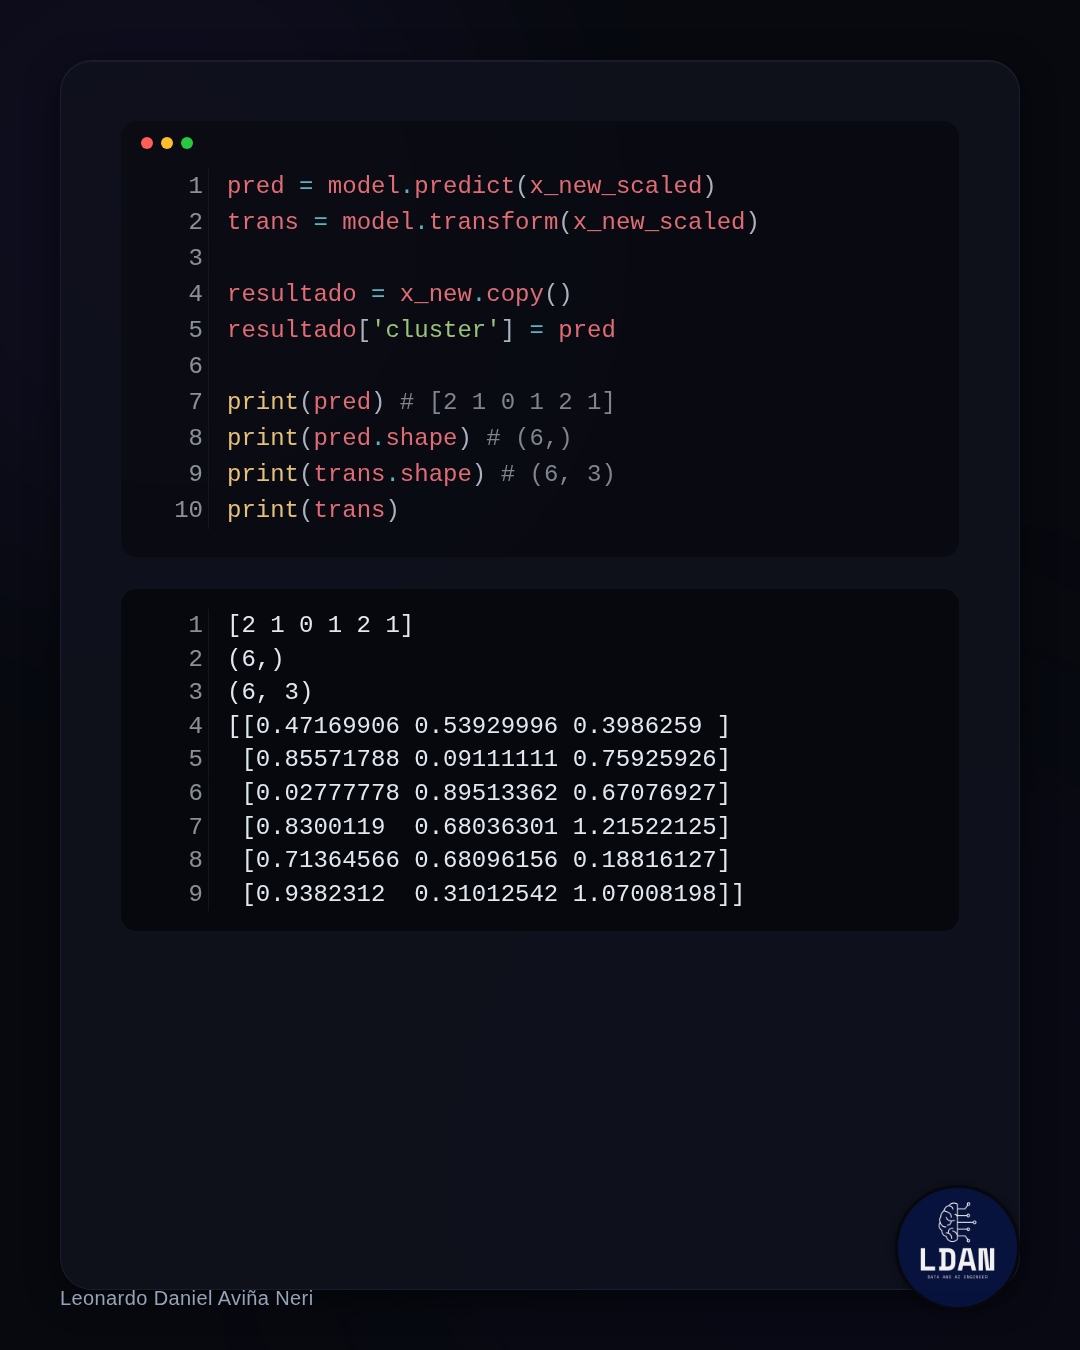 1 pred = model.predict(x_new_scaled)
2 trans = model.transform(x_new_scaled)
3
4 resultado = x_new.copy()
5 resultado['cluster'] = pred
6
7 print(pred) # [2 1 0 1 2 1]
8 print(pred.shape) # (6,)
9 print(trans.shape) # (6, 3)
10 print(trans)
1 [2 1 0 1 2 1]
2 (6,)
3 (6, 3)
4 [[0.47169906 0.53929996 0.3986259 ]
5  [0.85571788 0.09111111 0.75925926]
6  [0.02777778 0.89513362 0.67076927]
7  [0.8300119  0.68036301 1.21522125]
8  [0.71364566 0.68096156 0.18816127]
9  [0.9382312  0.31012542 1.07008198]]
LDAN
DATA AND AI ENGINEER
Leonardo Daniel Aviña Neri